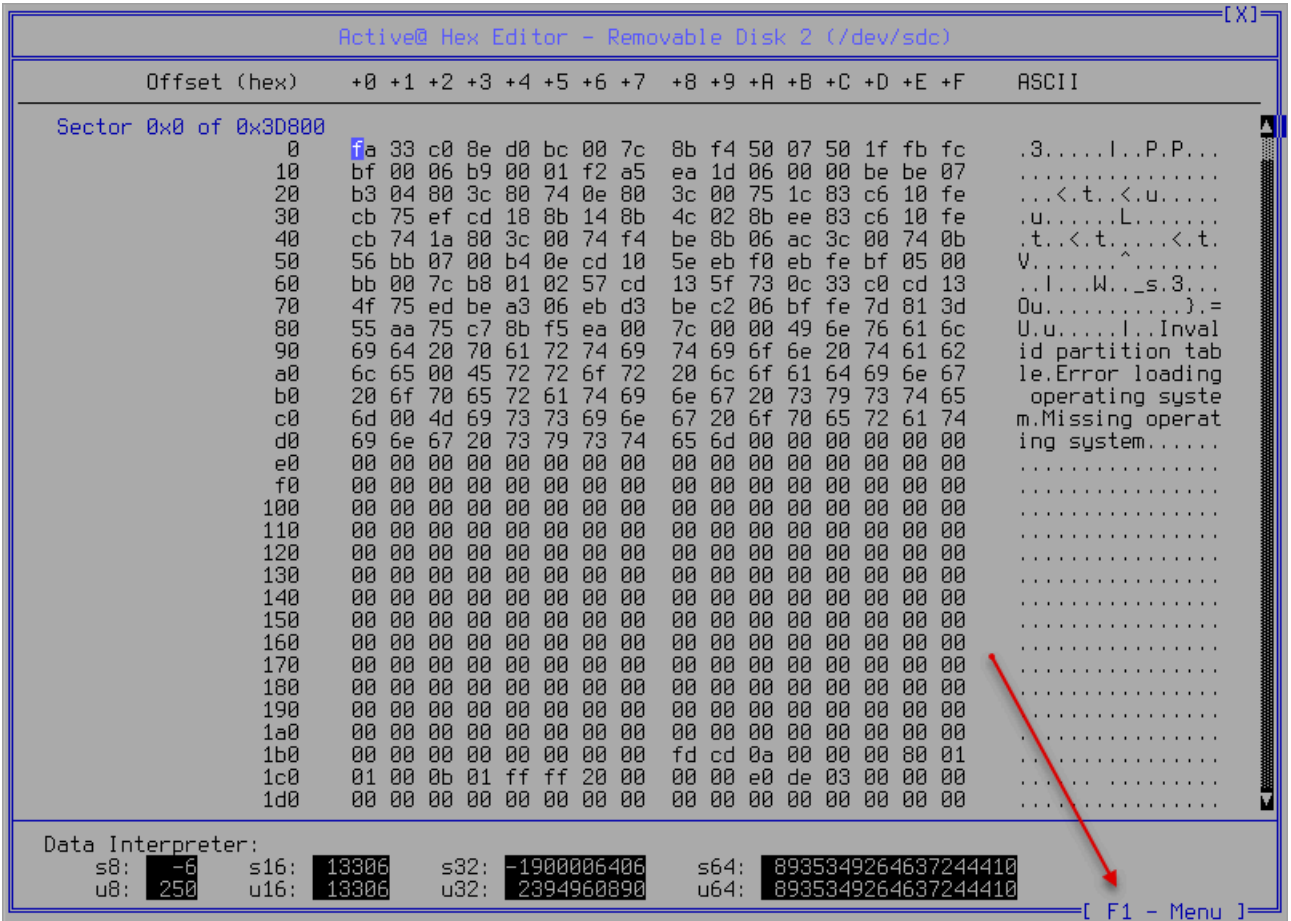 [X]
Active@ Hex Editor - Removable Disk 2 (/dev/sdc)
Offset (hex) +0 +1 +2 +3 +4 +5 +6 +7 +8 +9 +A +B +C +D +E +F ASCII
Sector 0x0 of 0x3D800
0 fa 33 c0 8e d0 bc 00 7c 8b f4 50 07 50 1f fb fc .3.....|..P.P...
10 bf 00 06 b9 00 01 f2 a5 ea 1d 06 00 00 be be 07 ................
20 b3 04 80 3c 80 74 0e 80 3c 00 75 1c 83 c6 10 fe ...<.t..<.u.....
30 cb 75 ef cd 18 8b 14 8b 4c 02 8b ee 83 c6 10 fe .u......L.......
40 cb 74 1a 80 3c 00 74 f4 be 8b 06 ac 3c 00 74 0b .t..<.t.....<.t.
50 56 bb 07 00 b4 0e cd 10 5e eb f0 eb fe bf 05 00 V.......^.......
60 bb 00 7c b8 01 02 57 cd 13 5f 73 0c 33 c0 cd 13 ..|...W.._s.3...
70 4f 75 ed be a3 06 eb d3 be c2 06 bf fe 7d 81 3d Ou...........}.=
80 55 aa 75 c7 8b f5 ea 00 7c 00 00 49 6e 76 61 6c U.u.....|..Inval
90 69 64 20 70 61 72 74 69 74 69 6f 6e 20 74 61 62 id partition tab
a0 6c 65 00 45 72 72 6f 72 20 6c 6f 61 64 69 6e 67 le.Error loading
b0 20 6f 70 65 72 61 74 69 6e 67 20 73 79 73 74 65 operating syste
c0 6d 00 4d 69 73 73 69 6e 67 20 6f 70 65 72 61 74 m.Missing operat
d0 69 6e 67 20 73 79 73 74 65 6d 00 00 00 00 00 00 ing system......
e0 00 00 00 00 00 00 00 00 00 00 00 00 00 00 00 00 ................
f0 00 00 00 00 00 00 00 00 00 00 00 00 00 00 00 00 ................
100 00 00 00 00 00 00 00 00 00 00 00 00 00 00 00 00 ................
110 00 00 00 00 00 00 00 00 00 00 00 00 00 00 00 00 ................
120 00 00 00 00 00 00 00 00 00 00 00 00 00 00 00 00 ................
130 00 00 00 00 00 00 00 00 00 00 00 00 00 00 00 00 ................
140 00 00 00 00 00 00 00 00 00 00 00 00 00 00 00 00 ................
150 00 00 00 00 00 00 00 00 00 00 00 00 00 00 00 00 ................
160 00 00 00 00 00 00 00 00 00 00 00 00 00 00 00 00 ................
170 00 00 00 00 00 00 00 00 00 00 00 00 00 00 00 00 ................
180 00 00 00 00 00 00 00 00 00 00 00 00 00 00 00 00 ................
190 00 00 00 00 00 00 00 00 00 00 00 00 00 00 00 00 ................
1a0 00 00 00 00 00 00 00 00 00 00 00 00 00 00 00 00 ................
1b0 00 00 00 00 00 00 00 00 fd cd 0a 00 00 00 80 01 ................
1c0 01 00 0b 01 ff ff 20 00 00 00 e0 de 03 00 00 00 ...... .........
1d0 00 00 00 00 00 00 00 00 00 00 00 00 00 00 00 00 ................
Data Interpreter:
s8: -6 s16: 13306 s32: -1900006406 s64: 8935349264637244410
u8: 250 u16: 13306 u32: 2394960890 u64: 8935349264637244410
[ F1 - Menu ]